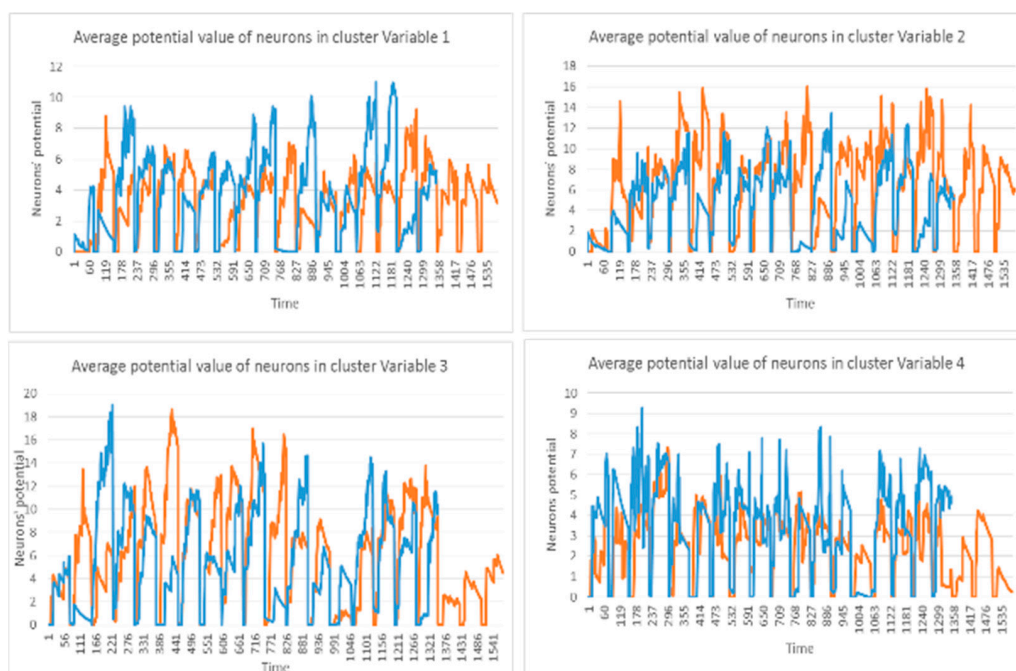 Average potential value of neurons in cluster Variable 1
12
10
8
6
4
2
0
Neurons' potential
1 60 119 178 237 296 355 414 473 532 591 650 709 768 827 886 945 1004 1063 1122 1181 1240 1299 1358 1417 1476 1535
Time
Average potential value of neurons in cluster Variable 2
18
16
14
12
10
8
6
4
2
0
Neurons' potential
1 60 119 178 237 296 355 414 473 532 591 650 709 768 827 886 945 1004 1063 1122 1181 1240 1299 1358 1417 1476 1535
Time
Average potential value of neurons in cluster Variable 3
20
18
16
14
12
10
8
6
4
2
0
Neurons' potential
1 56 111 166 221 276 331 386 441 496 551 606 661 716 771 826 881 936 991 1046 1101 1156 1211 1266 1321 1376 1431 1486 1541
Time
Average potential value of neurons in cluster Variable 4
10
9
8
7
6
5
4
3
2
1
0
Neurons potential
1 60 119 178 237 296 355 414 473 532 591 650 709 768 827 886 945 1004 1063 1122 1181 1240 1299 1358 1417 1476 1535
Time